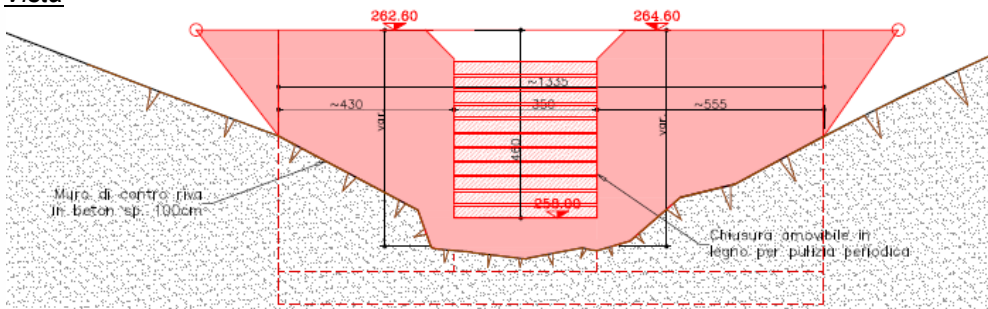 Vista
262.60
264.60
~1335
~430
350
~555
var.
460
var.
258.00
Muro di contro riva
in beton sp. 100cm
Chiusura amovibile in
legno per pulizia periodica